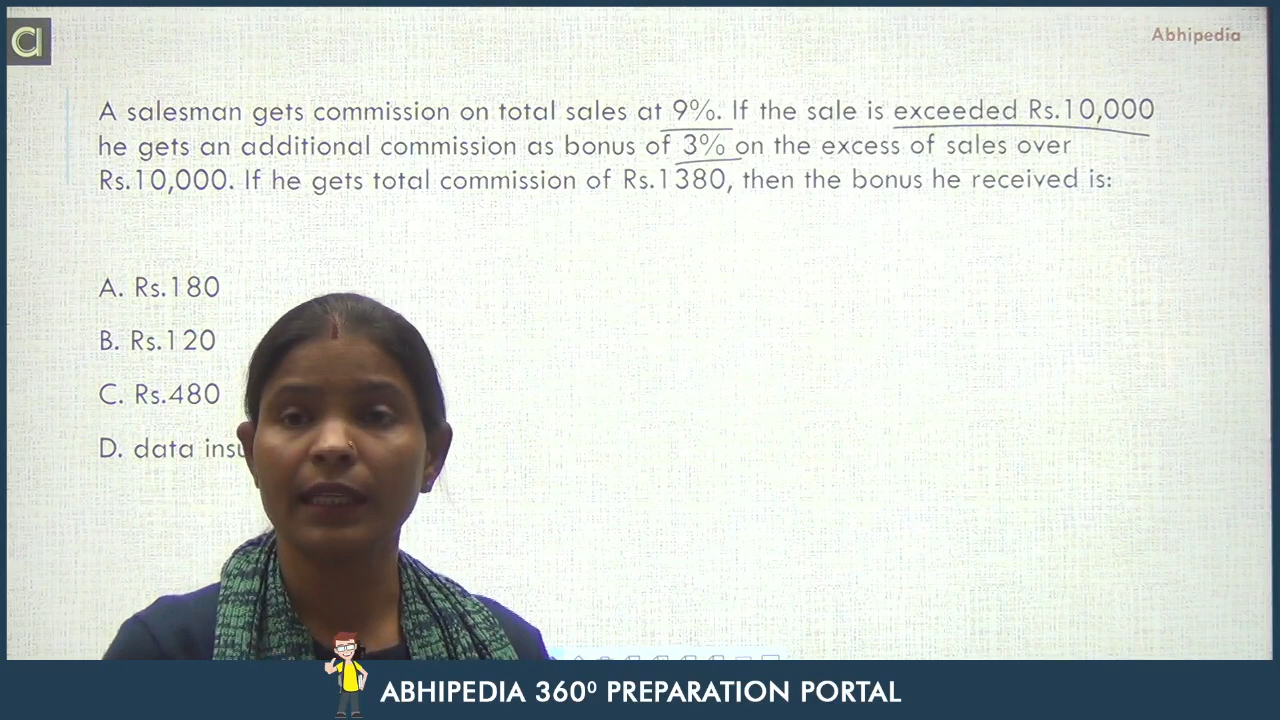 Abhipedia
A salesman gets commission on total sales at 9%. If the sale is exceeded Rs.10,000
he gets an additional commission as bonus of 3% on the excess of sales over
Rs.10,000. If he gets total commission of Rs.1380, then the bonus he received is:
A. Rs.180
B. Rs.120
C. Rs.480
D. data
ABHIPEDIA 360⁰ PREPARATION PORTAL